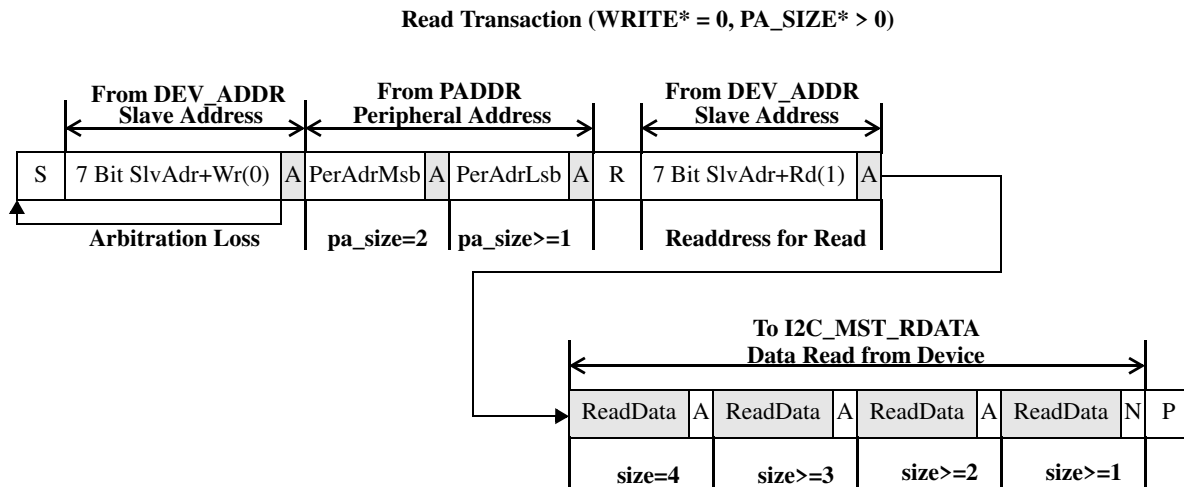 Read Transaction (WRITE* = 0, PA_SIZE* > 0)
From DEV_ADDR From PADDR From DEV_ADDR
Slave Address Peripheral Address Slave Address
S 7 Bit SlvAdr+Wr(0) A PerAdrMsb A PerAdrLsb A R 7 Bit SlvAdr+Rd(1) A
Arbitration Loss pa_size=2 pa_size>=1 Readdress for Read
To I2C_MST_RDATA
Data Read from Device
ReadData A ReadData A ReadData A ReadData N P
size=4 size>=3 size>=2 size>=1